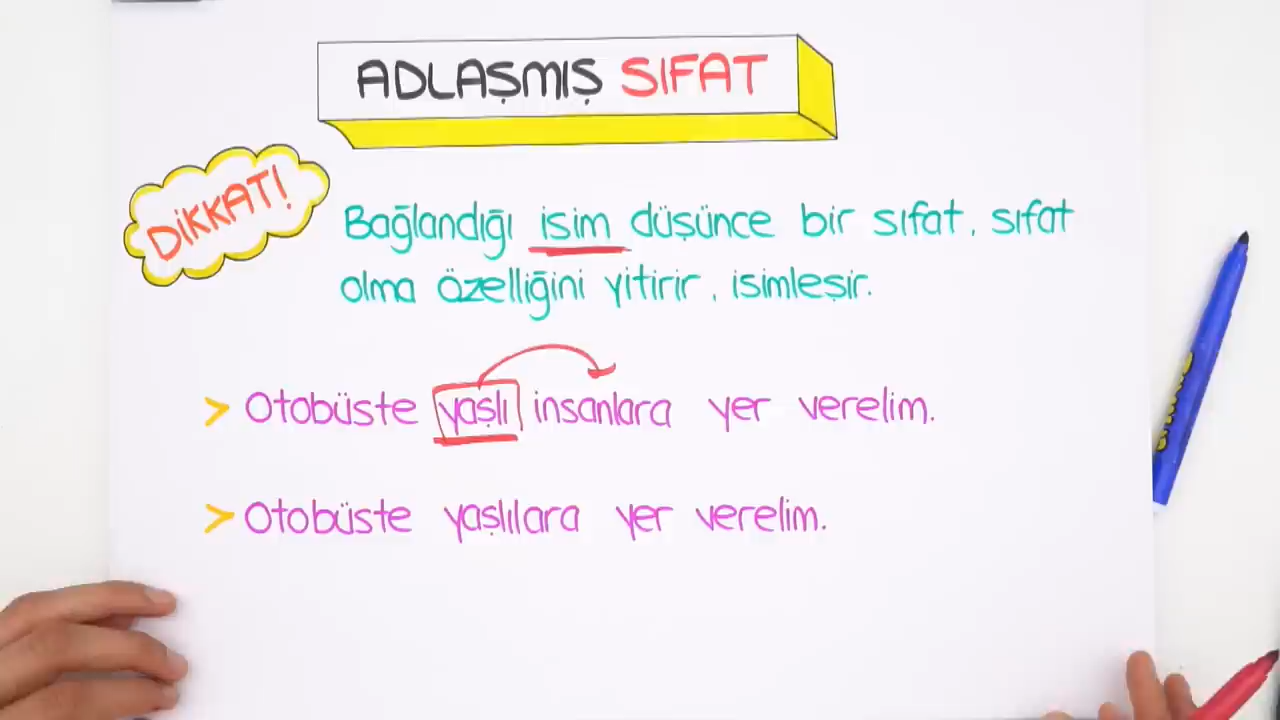 ADLAŞMIŞ SIFAT
DİKKAT!
Bağlandığı isim düşünce bir sıfat, sıfat
olma özelliğini yitirir, isimleşir.
> Otobüste yaşlı insanlara yer verelim.
> Otobüste yaşlılara yer verelim.